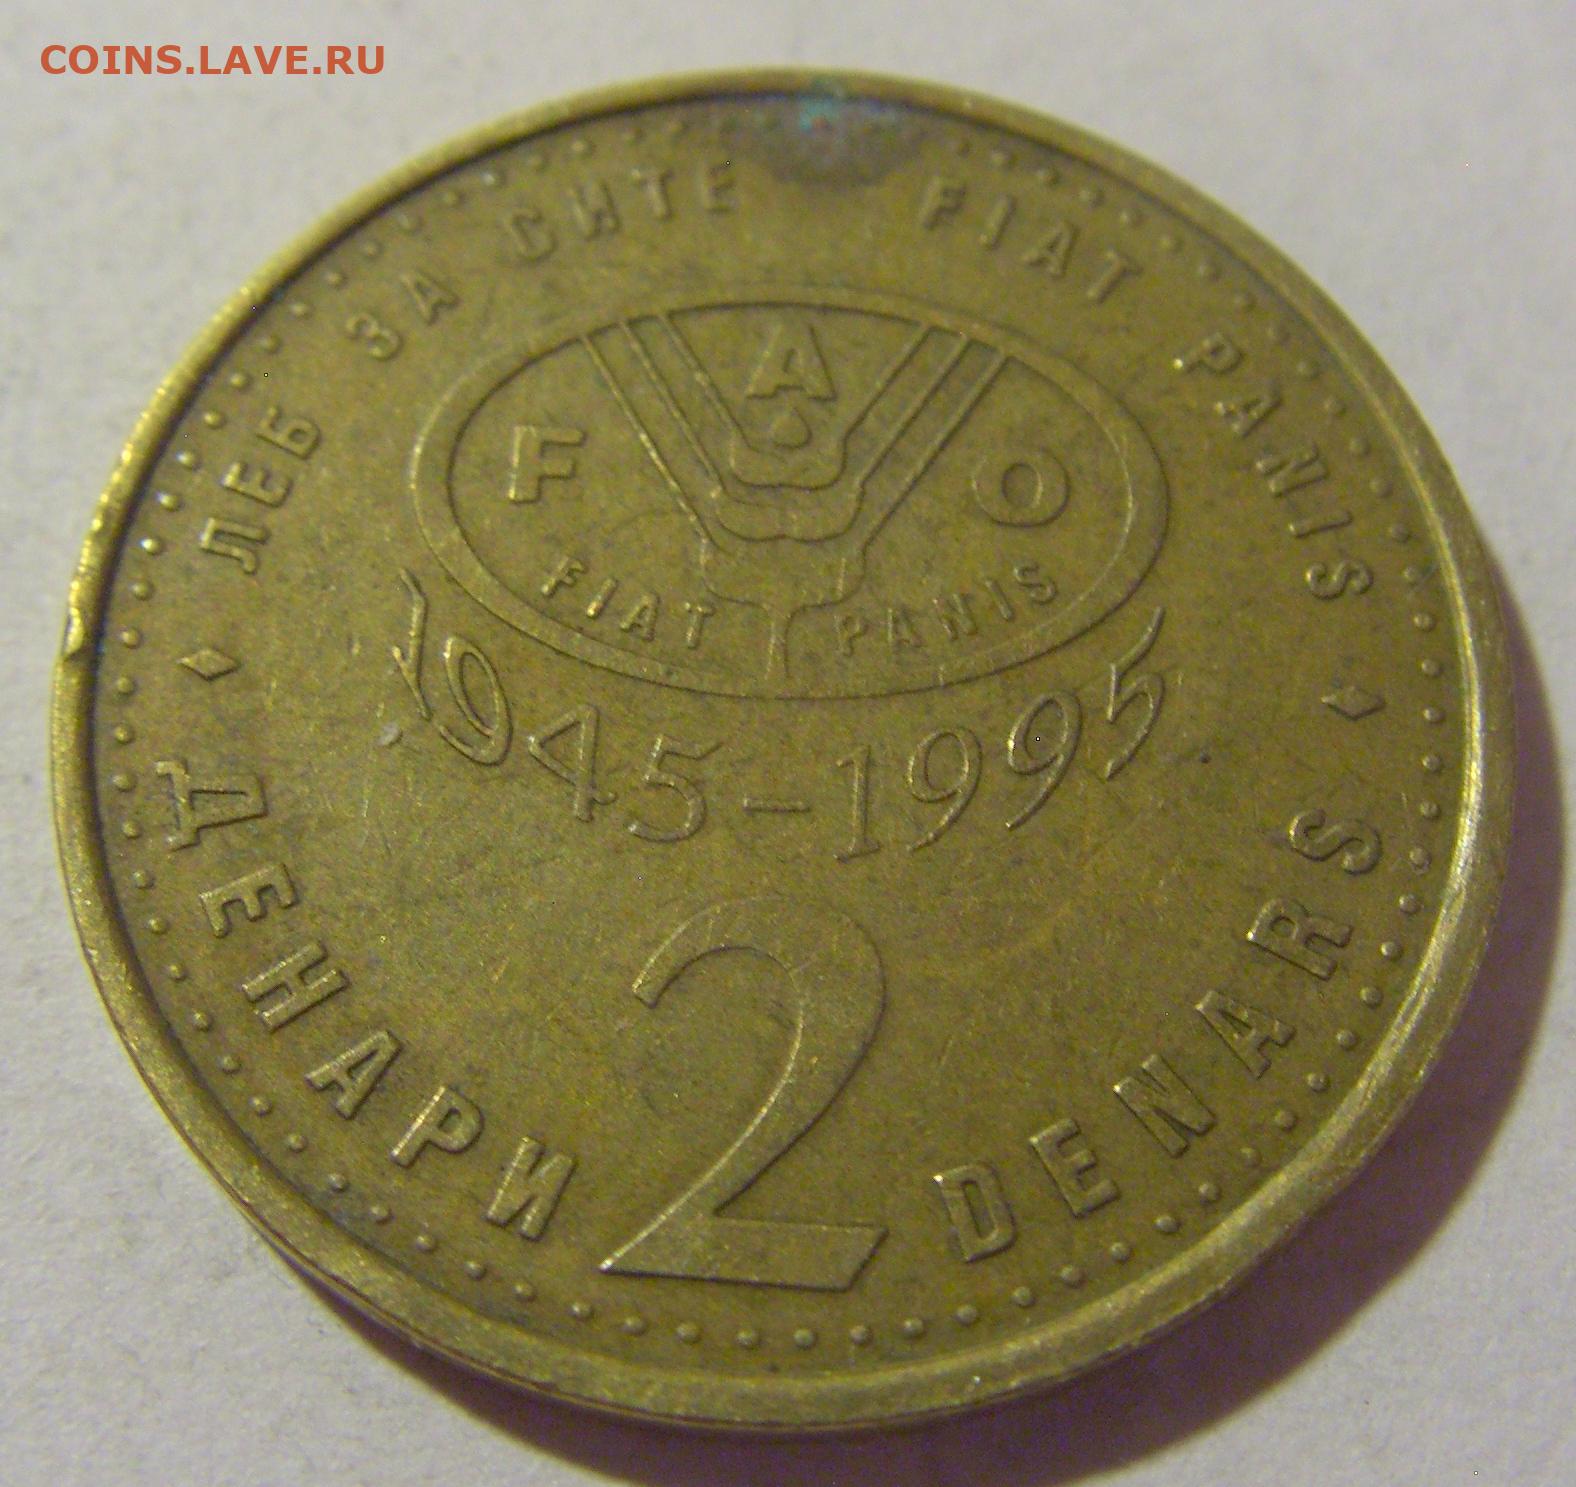 COINS.LAVE.RU
ЛЕБ ЗА СИТЕ FIAT PANIS
F A O
FIAT PANIS
1945-1995
2
ДЕНАРИ DENARS